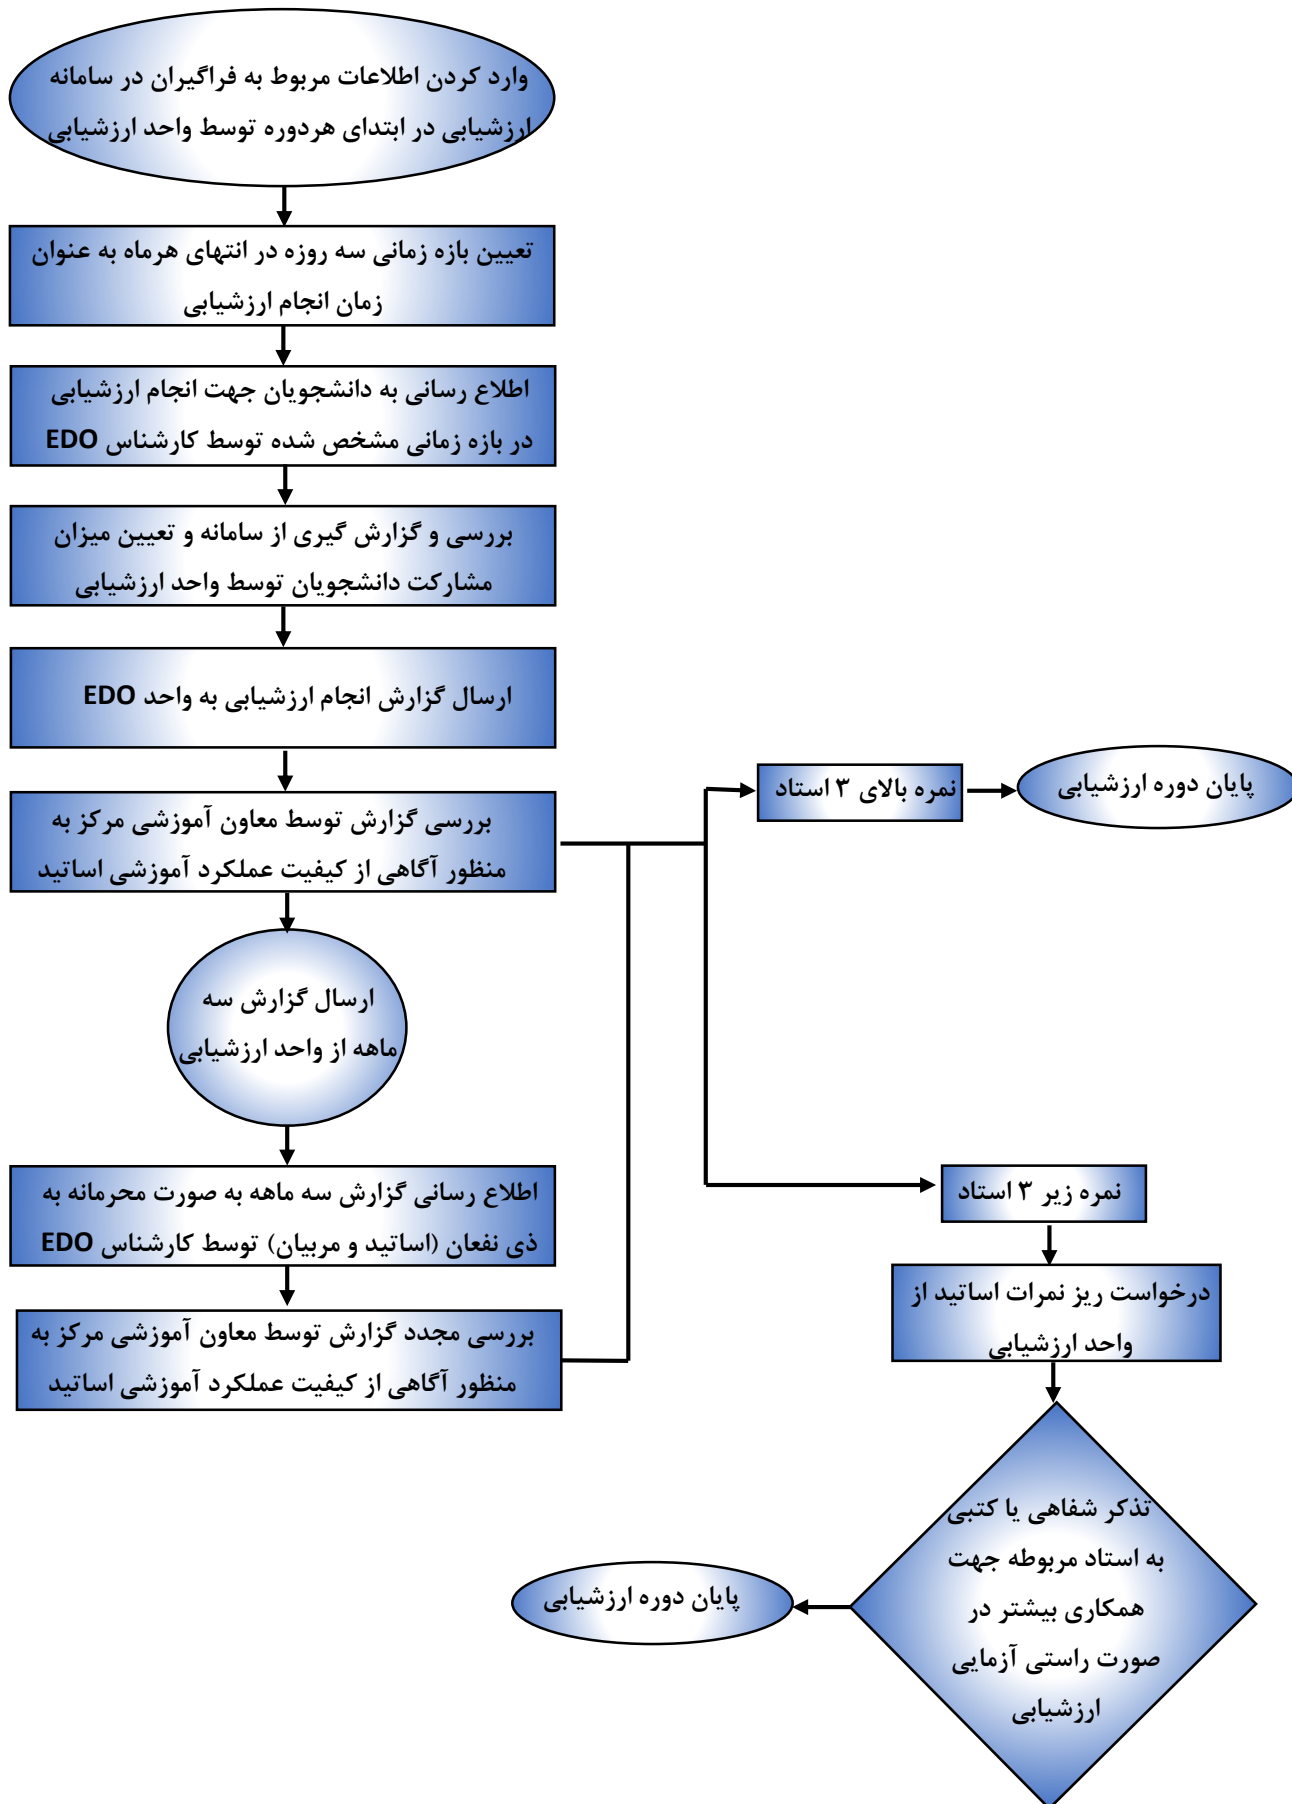 وارد کردن اطلاعات مربوط به فراگیران در سامانه
ارزشیابی در ابتدای هردوره توسط واحد ارزشیابی
تعیین بازه زمانی سه روزه در انتهای هرماه به عنوان
زمان انجام ارزشیابی
اطلاع رسانی به دانشجویان جهت انجام ارزشیابی
در بازه زمانی مشخص شده توسط کارشناس EDO
بررسی و گزارش گیری از سامانه و تعیین میزان
مشارکت دانشجویان توسط واحد ارزشیابی
ارسال گزارش انجام ارزشیابی به واحد EDO
بررسی گزارش توسط معاون آموزشی مرکز به
منظور آگاهی از کیفیت عملکرد آموزشی اساتید
نمره بالای ۳ استاد
پایان دوره ارزشیابی
ارسال گزارش سه
ماهه از واحد ارزشیابی
اطلاع رسانی گزارش سه ماهه به صورت محرمانه به
ذی نفعان (اساتید و مربیان) توسط کارشناس EDO
بررسی مجدد گزارش توسط معاون آموزشی مرکز به
منظور آگاهی از کیفیت عملکرد آموزشی اساتید
نمره زیر ۳ استاد
درخواست ریز نمرات اساتید از
واحد ارزشیابی
تذکر شفاهی یا کتبی
به استاد مربوطه جهت
همکاری بیشتر در
صورت راستی آزمایی
ارزشیابی
پایان دوره ارزشیابی